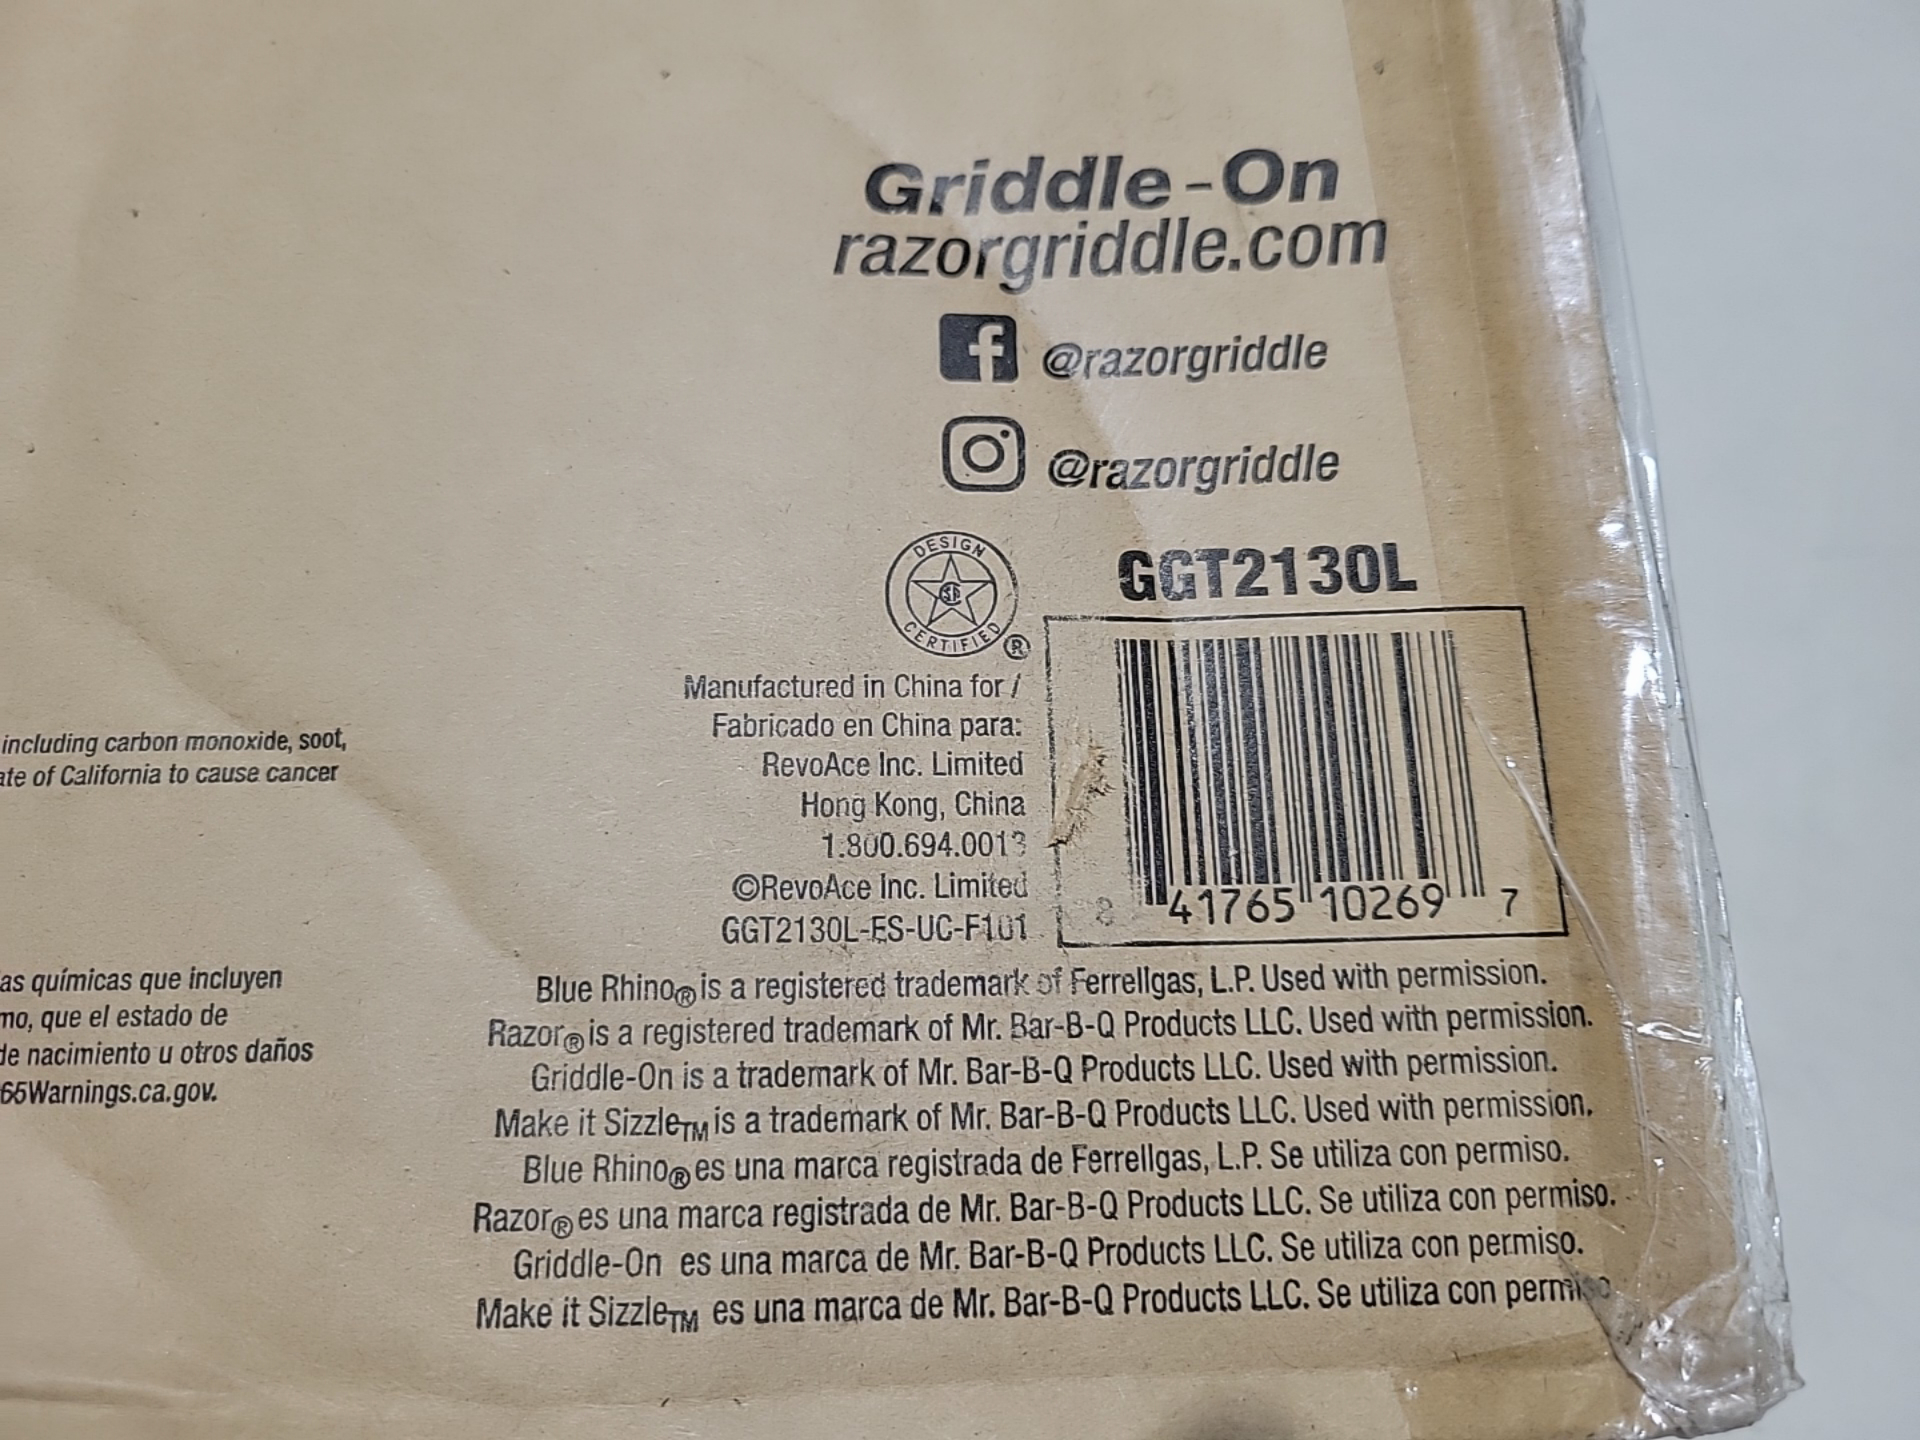 Griddle-On
razorgriddle.com
@razorgriddle
@razorgriddle
DESIGN
CERTIFIED ®
GGT2130L
Manufactured in China for /
Fabricado en China para:
RevoAce Inc. Limited
Hong Kong, China
1.800.694.0013
©RevoAce Inc. Limited
GGT2130L-ES-UC-F101
8 41765 10269 7
including carbon monoxide, soot,
ate of California to cause cancer
as químicas que incluyen
mo, que el estado de
de nacimiento u otros daños
65Warnings.ca.gov.
Blue Rhino® is a registered trademark of Ferrellgas, L.P. Used with permission.
Razor® is a registered trademark of Mr. Bar-B-Q Products LLC. Used with permission.
Griddle-On is a trademark of Mr. Bar-B-Q Products LLC. Used with permission.
Make it Sizzle™ is a trademark of Mr. Bar-B-Q Products LLC. Used with permission.
Blue Rhino® es una marca registrada de Ferrellgas, L.P. Se utiliza con permiso.
Razor® es una marca registrada de Mr. Bar-B-Q Products LLC. Se utiliza con permiso.
Griddle-On es una marca de Mr. Bar-B-Q Products LLC. Se utiliza con permiso.
Make it Sizzle™ es una marca de Mr. Bar-B-Q Products LLC. Se utiliza con permiso